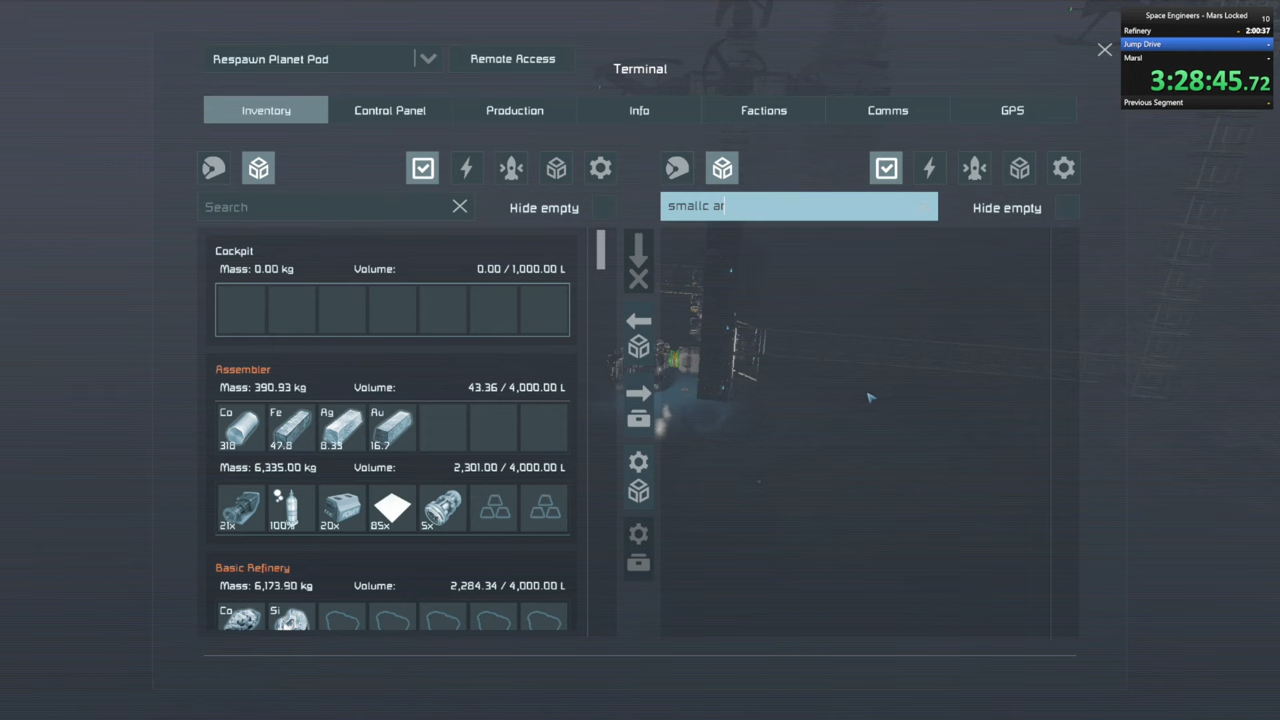 Space Engineers - Mars Locked
10
Refinery - 2:00:37
Jump Drive -
Mars! -
3:28:45.72
Previous Segment -
Respawn Planet Pod
Remote Access
Terminal
Inventory
Control Panel
Production
Info
Factions
Comms
GPS
Search
Hide empty
smallc ar
Hide empty
Cockpit
Mass: 0.00 kg Volume: 0.00 / 1,000.00 L
Assembler
Mass: 390.93 kg Volume: 43.36 / 4,000.00 L
Co Fe Ag Au
318 47.8 8.33 16.7
Mass: 6,335.00 kg 2,301.00 / 4,000.00 L
21x 100% 20x 85x 5x
Basic Refinery
Mass: 6,173.90 kg Volume: 2,284.34 / 4,000.00 L
Co Si